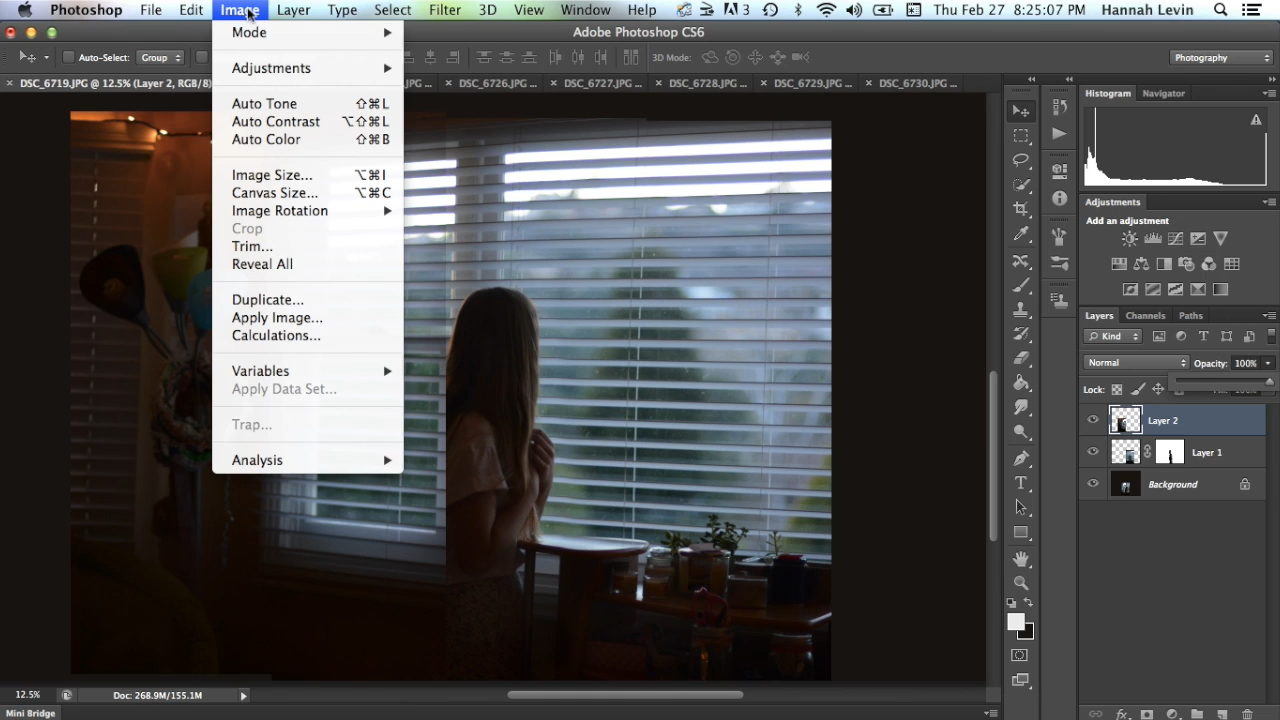 Photoshop File Edit Image Layer Type Select Filter 3D View Window Help 3 Thu Feb 27 8:25:07 PM Hannah Levin
Adobe Photoshop CS6
Auto-Select: Group 3D Mode: Photography
DSC_6719.JPG @ 12.5% (Layer 2, RGB/8) JPG ... × DSC_6726.JPG ... × DSC_6727.JPG ... × DSC_6728.JPG ... × DSC_6729.JPG ... × DSC_6730.JPG ...
Mode
Adjustments
Auto Tone ⇧⌘L
Auto Contrast ⌥⇧⌘L
Auto Color ⇧⌘B
Image Size... ⌥⌘I
Canvas Size... ⌥⌘C
Image Rotation
Crop
Trim...
Reveal All
Duplicate...
Apply Image...
Calculations...
Variables
Apply Data Set...
Trap...
Analysis
Histogram Navigator
Adjustments
Add an adjustment
Layers Channels Paths
Kind
Normal Opacity: 100%
Lock:
Layer 2
Layer 1
Background
12.5% Doc: 268.9M/155.1M
Mini Bridge